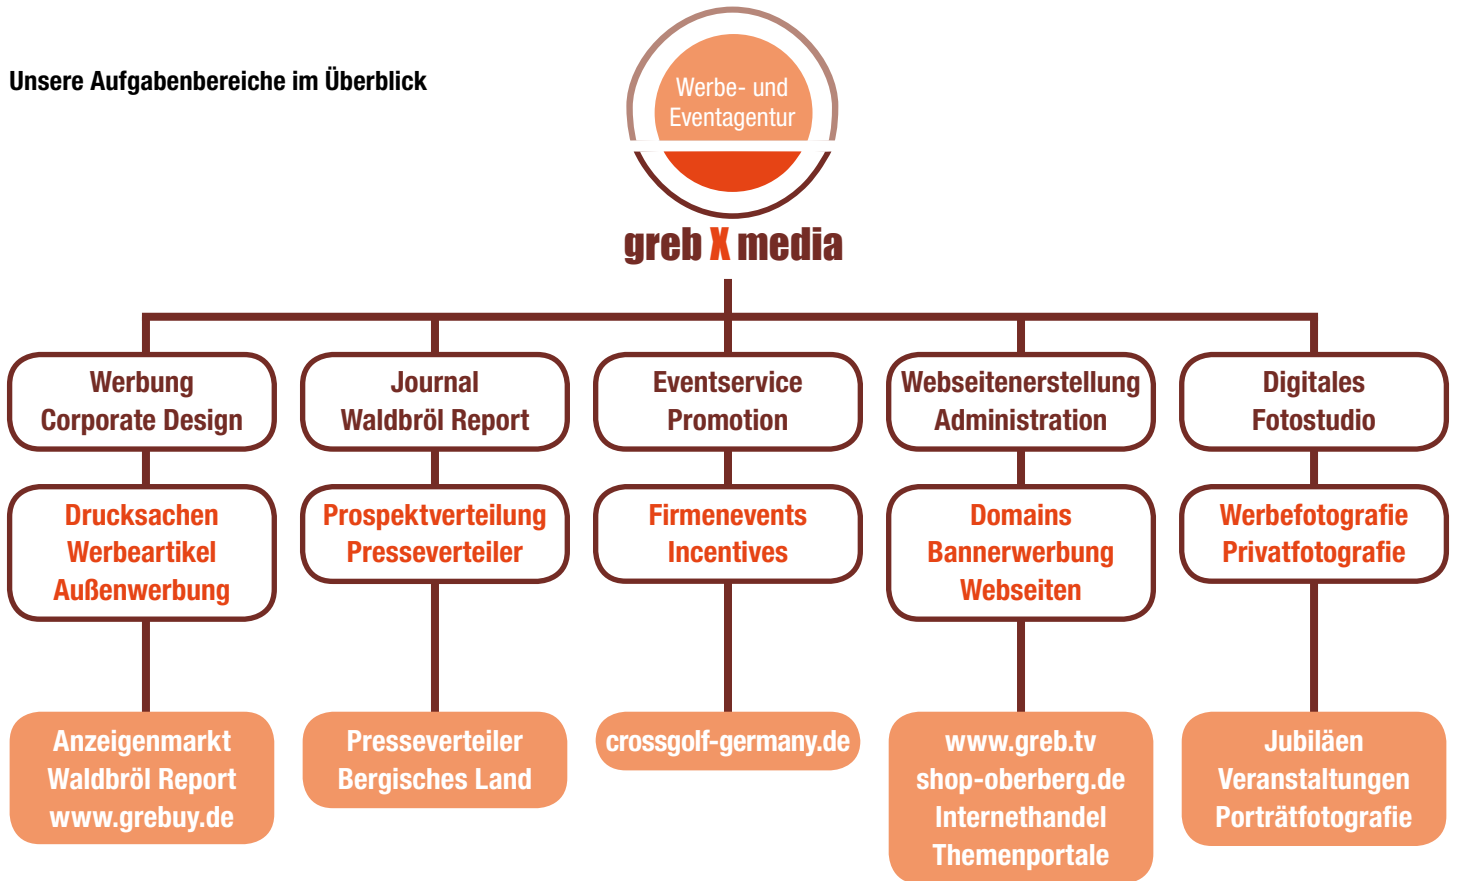 Unsere Aufgabenbereiche im Überblick
Werbe- und
Eventagentur
greb X media
Werbung
Corporate Design
Journal
Waldbröl Report
Eventservice
Promotion
Webseitenerstellung
Administration
Digitales
Fotostudio
Drucksachen
Werbeartikel
Außenwerbung
Prospektverteilung
Presseverteiler
Firmenevents
Incentives
Domains
Bannerwerbung
Webseiten
Werbefotografie
Privatfotografie
Anzeigenmarkt
Waldbröl Report
www.grebuy.de
Presseverteiler
Bergisches Land
crossgolf-germany.de
www.greb.tv
shop-oberberg.de
Internethandel
Themenportale
Jubiläen
Veranstaltungen
Porträtfotografie